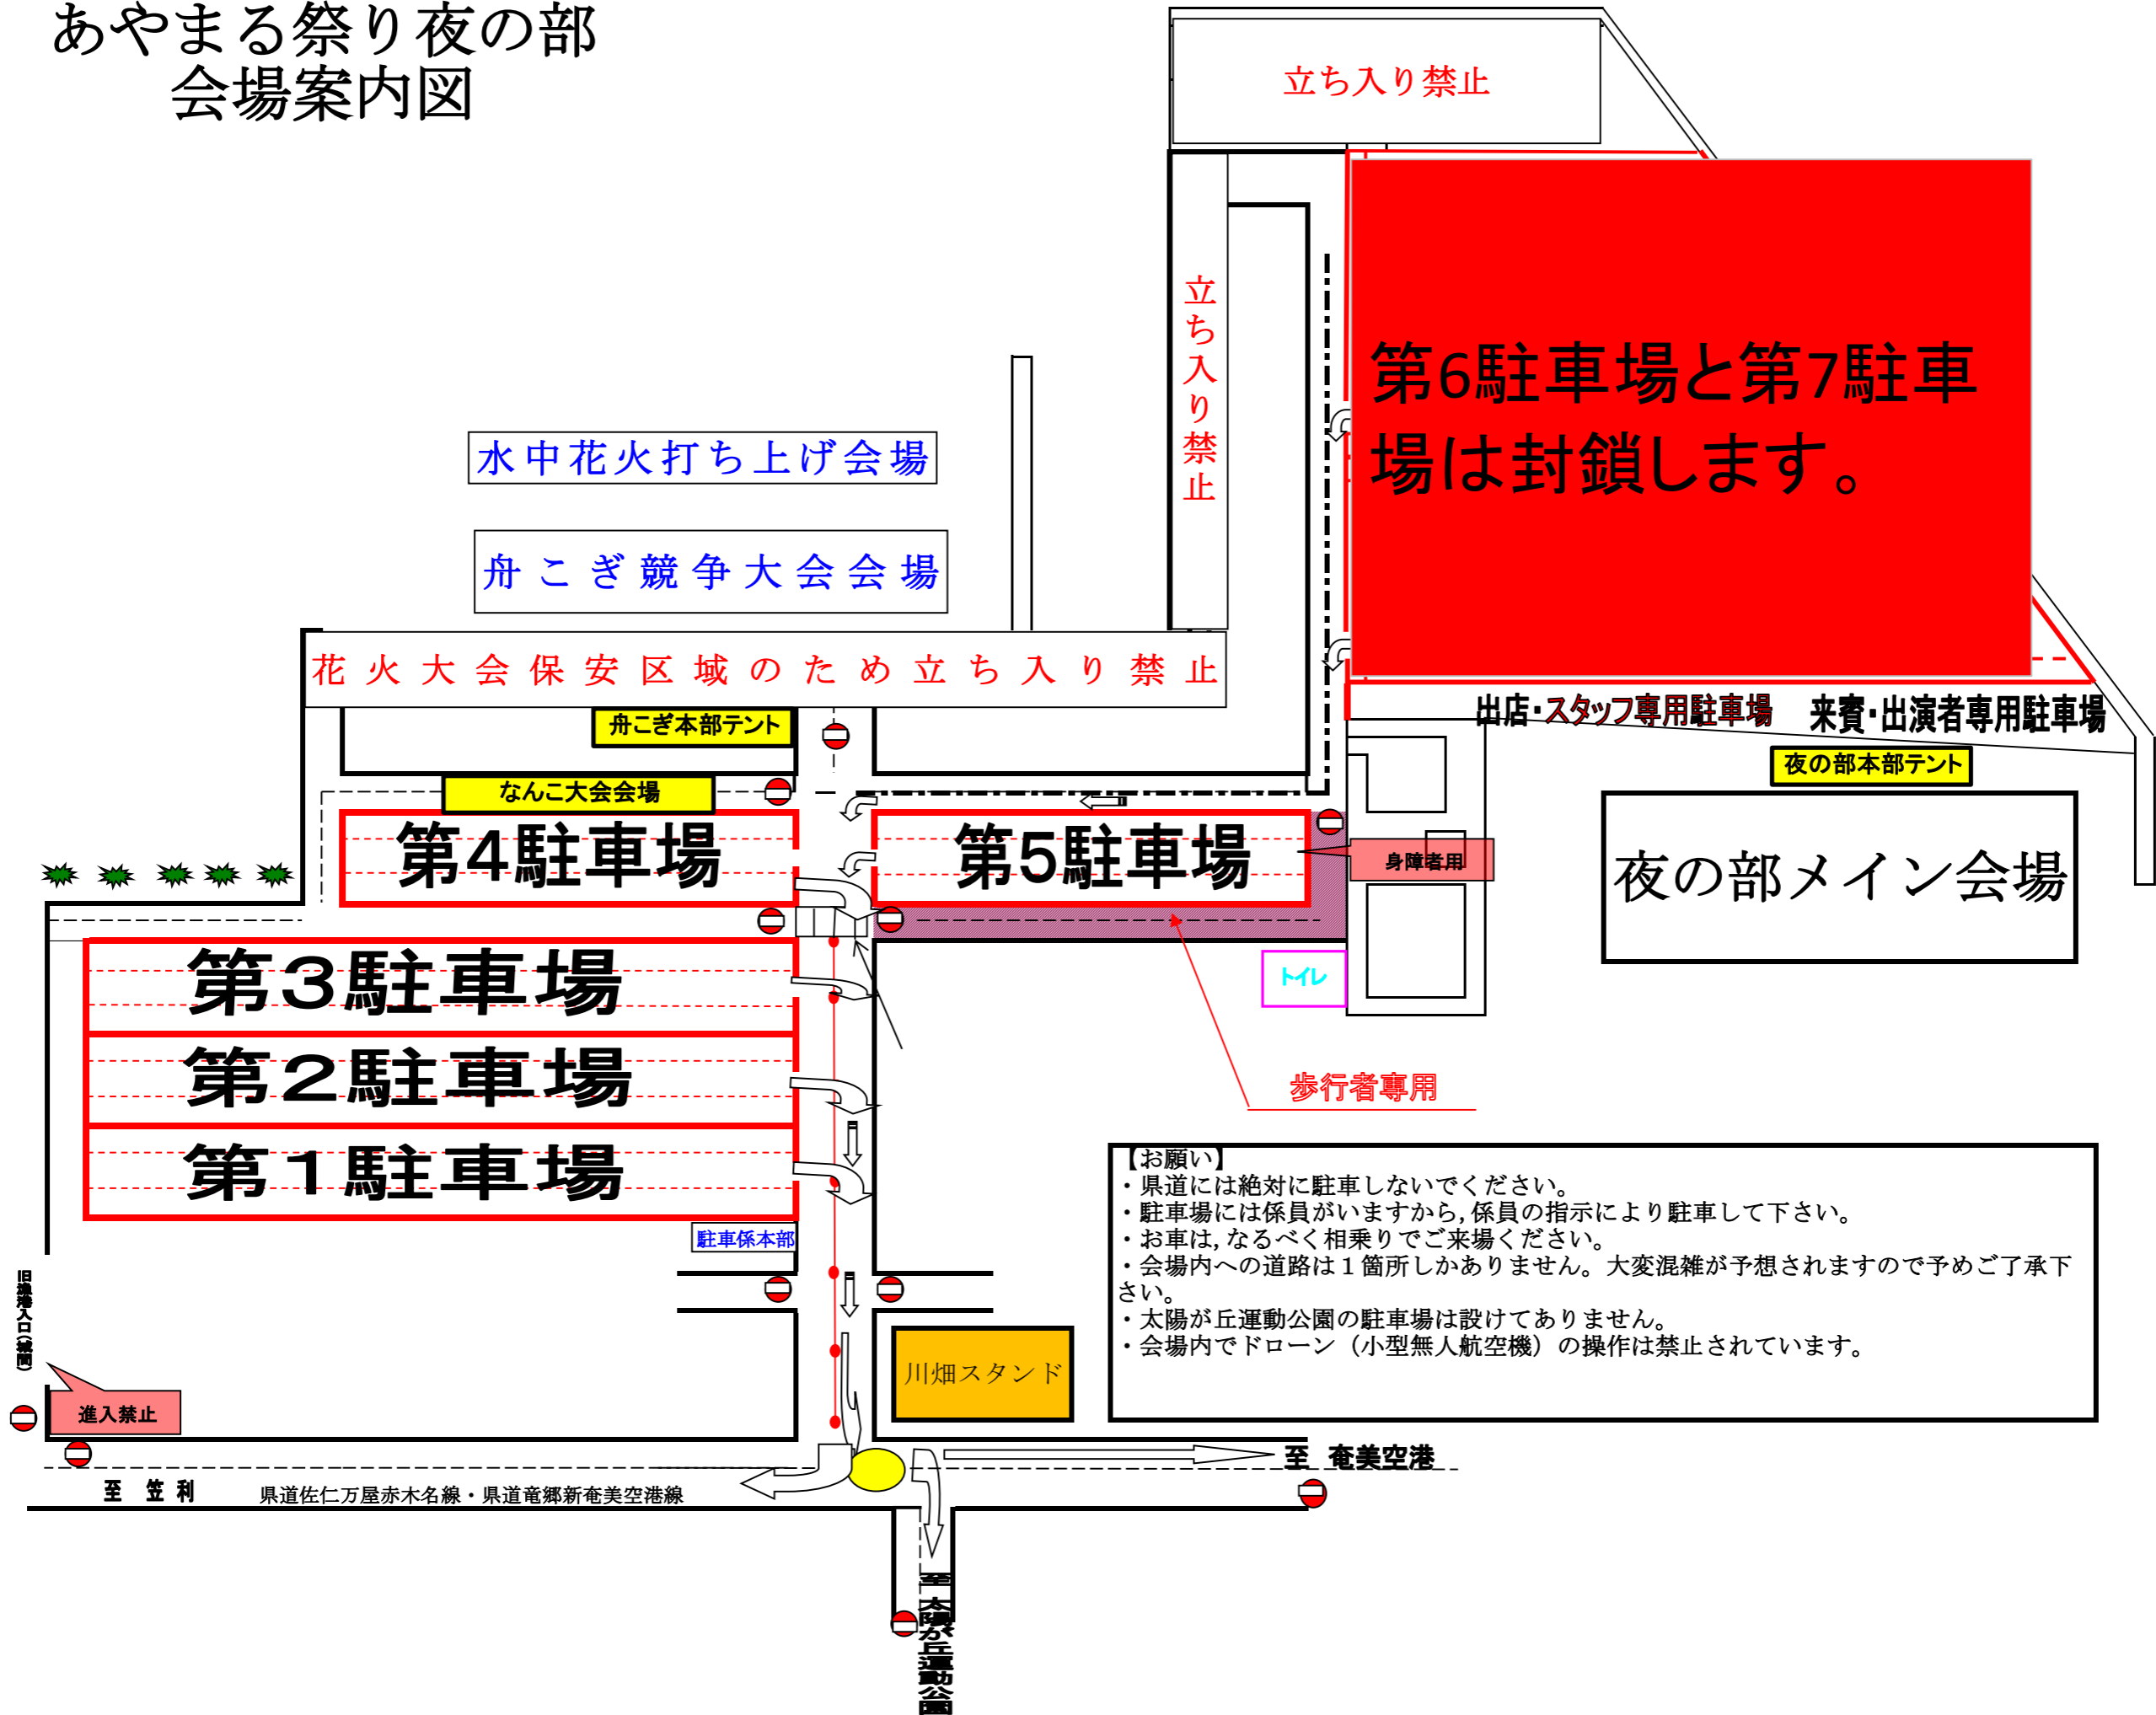 あやまる祭り夜の部
会場案内図
立ち入り禁止
立ち入り禁止
第6駐車場と第7駐車
場は封鎖します。
水中花火打ち上げ会場
舟こぎ競争大会会場
花火大会保安区域のため立ち入り禁止
出店・スタッフ専用駐車場
来賓・出演者専用駐車場
舟こぎ本部テント
夜の部本部テント
なんこ大会会場
第4駐車場
第5駐車場
身障者用
夜の部メイン会場
第3駐車場
トイレ
第2駐車場
歩行者専用
第1駐車場
駐車係本部
【お願い】
・県道には絶対に駐車しないでください。
・駐車場には係員がいますから,係員の指示により駐車して下さい。
・お車は,なるべく相乗りでご来場ください。
・会場内への道路は１箇所しかありません。大変混雑が予想されますので予めご了承下
さい。
・太陽が丘運動公園の駐車場は設けてありません。
・会場内でドローン（小型無人航空機）の操作は禁止されています。
旧漁港入口（城間）
川畑スタンド
進入禁止
至 奄美空港
至 笠利
県道佐仁万屋赤木名線・県道竜郷新奄美空港線
至太陽が丘運動公園